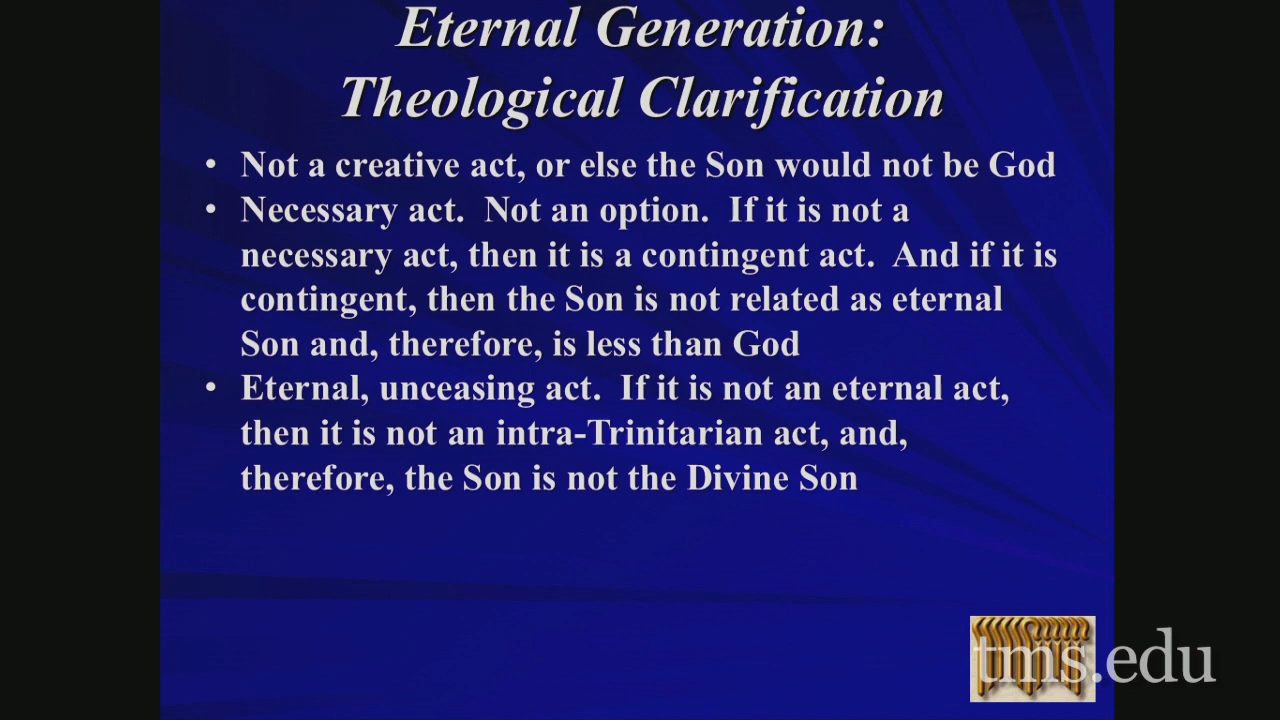 Eternal Generation:
Theological Clarification
• Not a creative act, or else the Son would not be God
• Necessary act.  Not an option.  If it is not a
necessary act, then it is a contingent act.  And if it is
contingent, then the Son is not related as eternal
Son and, therefore, is less than God
• Eternal, unceasing act.  If it is not an eternal act,
then it is not an intra-Trinitarian act, and,
therefore, the Son is not the Divine Son
tms.edu